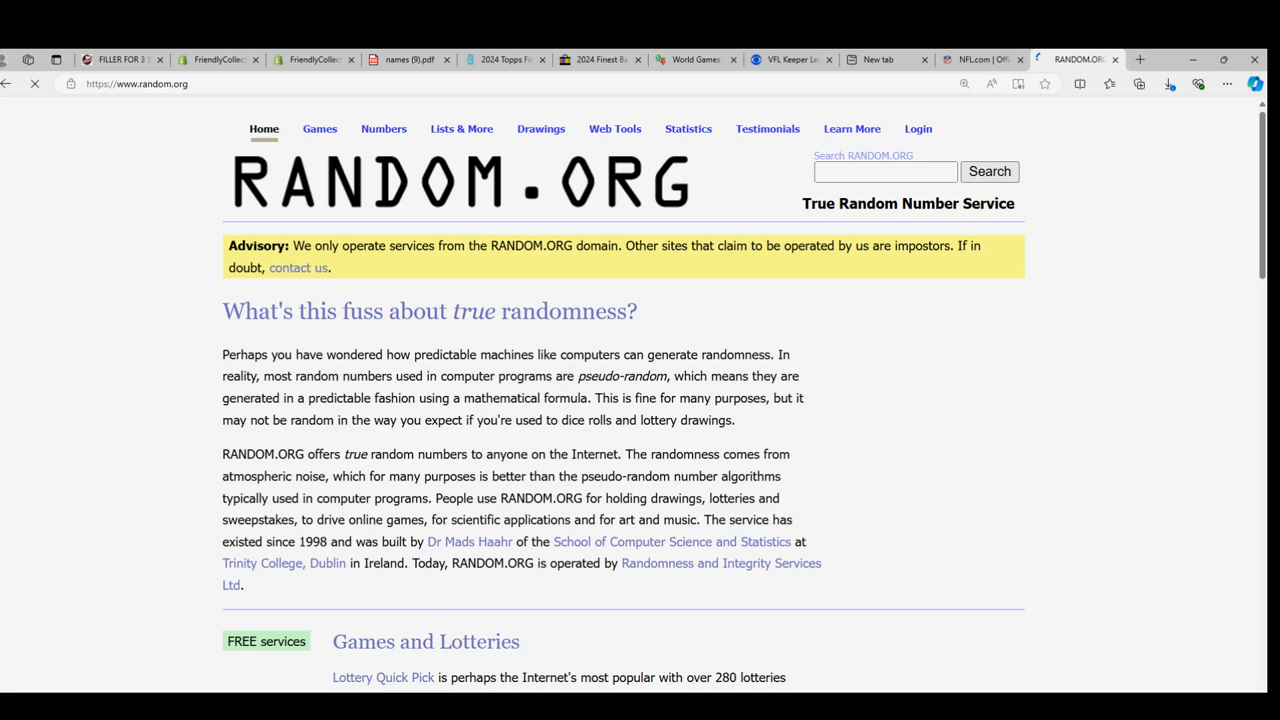 FILLER FOR 3 S
FriendlyCollec
FriendlyCollec
names (9).pdf
2024 Topps Fi
2024 Finest Ba
World Games
VFL Keeper Le
New tab
NFL.com | Offi
RANDOM.ORG
https://www.random.org
Home Games Numbers Lists & More Drawings Web Tools Statistics Testimonials Learn More Login
RANDOM.ORG
Search RANDOM.ORG
Search
True Random Number Service
Advisory: We only operate services from the RANDOM.ORG domain. Other sites that claim to be operated by us are impostors. If in
doubt, contact us.
What's this fuss about true randomness?
Perhaps you have wondered how predictable machines like computers can generate randomness. In
reality, most random numbers used in computer programs are pseudo-random, which means they are
generated in a predictable fashion using a mathematical formula. This is fine for many purposes, but it
may not be random in the way you expect if you're used to dice rolls and lottery drawings.
RANDOM.ORG offers true random numbers to anyone on the Internet. The randomness comes from
atmospheric noise, which for many purposes is better than the pseudo-random number algorithms
typically used in computer programs. People use RANDOM.ORG for holding drawings, lotteries and
sweepstakes, to drive online games, for scientific applications and for art and music. The service has
existed since 1998 and was built by Dr Mads Haahr of the School of Computer Science and Statistics at
Trinity College, Dublin in Ireland. Today, RANDOM.ORG is operated by Randomness and Integrity Services
Ltd.
FREE services
Games and Lotteries
Lottery Quick Pick is perhaps the Internet's most popular with over 280 lotteries